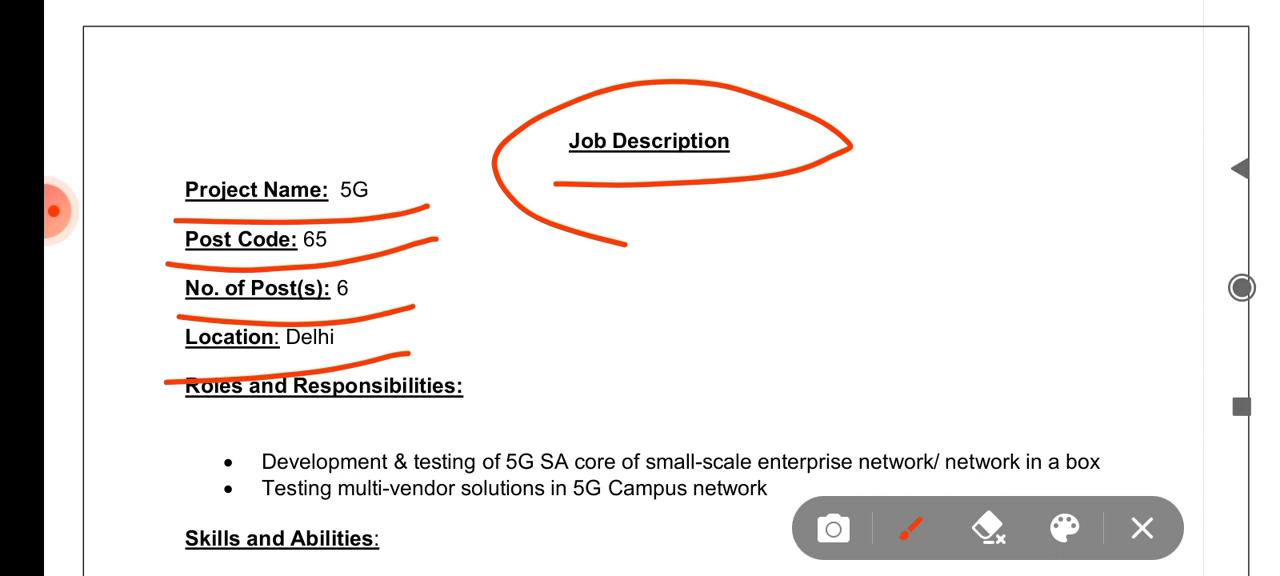 Job Description
Project Name: 5G
Post Code: 65
No. of Post(s): 6
Location: Delhi
Roles and Responsibilities:
• Development & testing of 5G SA core of small-scale enterprise network/ network in a box
• Testing multi-vendor solutions in 5G Campus network
Skills and Abilities: